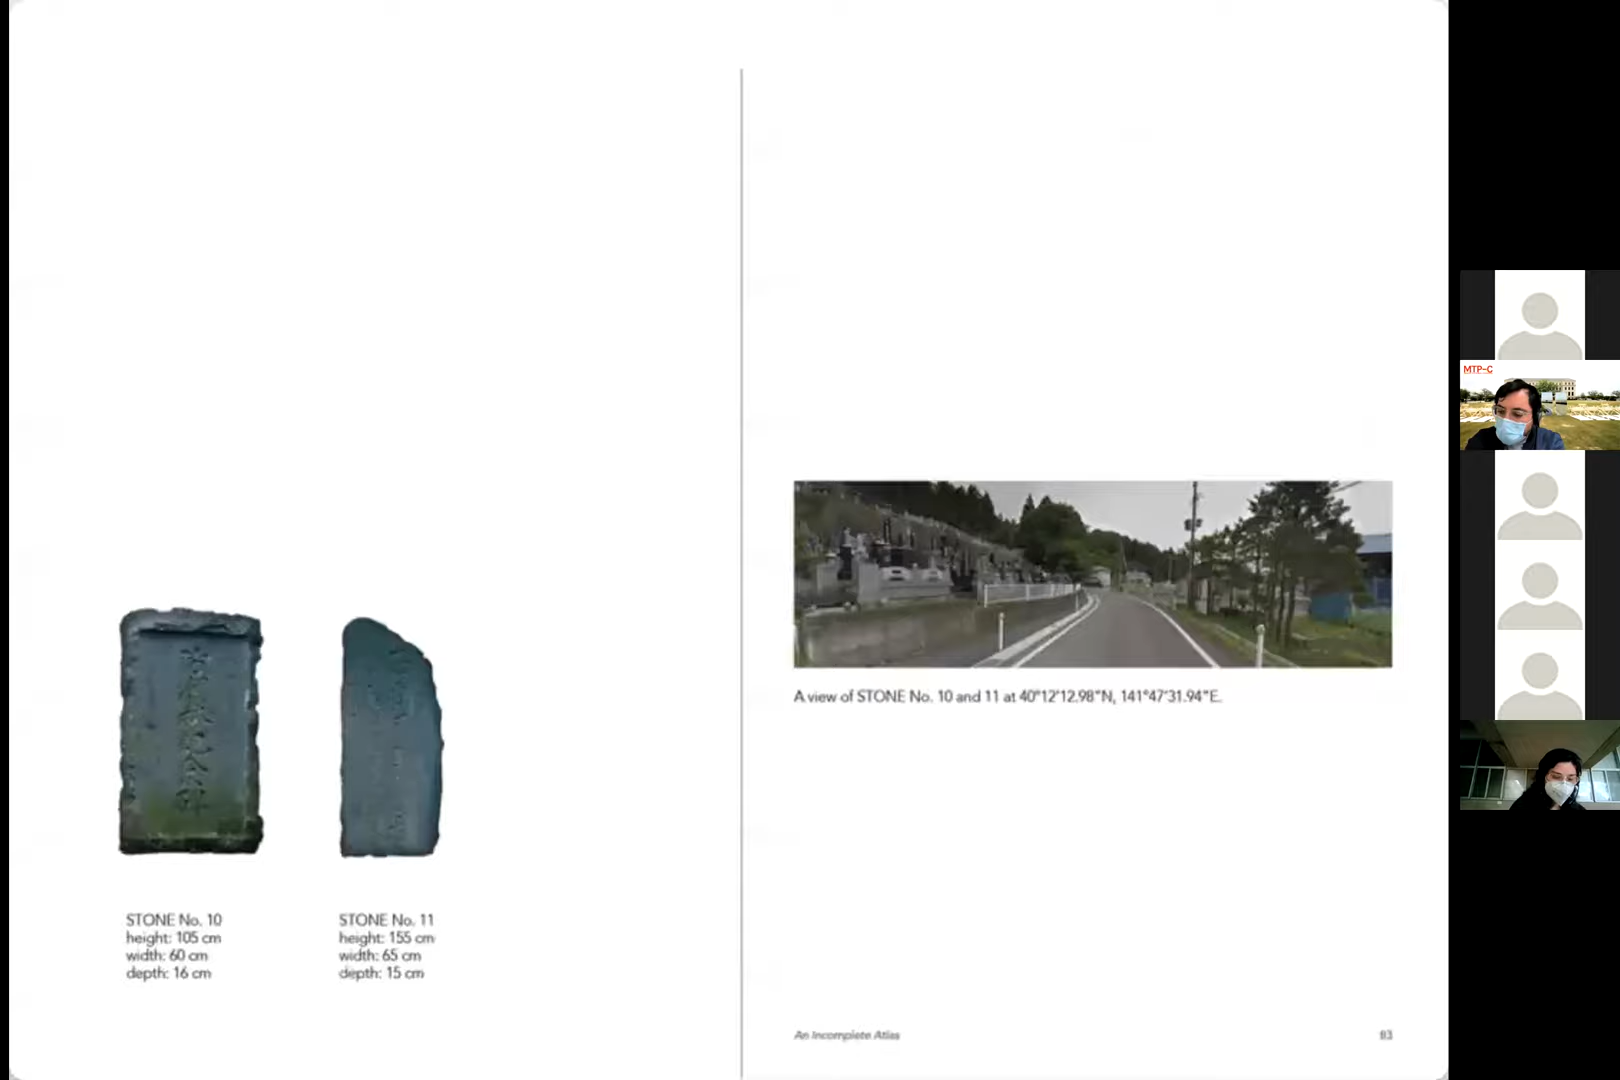 STONE No. 10
height: 105 cm
width: 60 cm
depth: 16 cm
STONE No. 11
height: 155 cm
width: 65 cm
depth: 15 cm
A view of STONE No. 10 and 11 at 40°12'12.98"N, 141°47'31.94"E.
An Incomplete Atlas
MTP-C